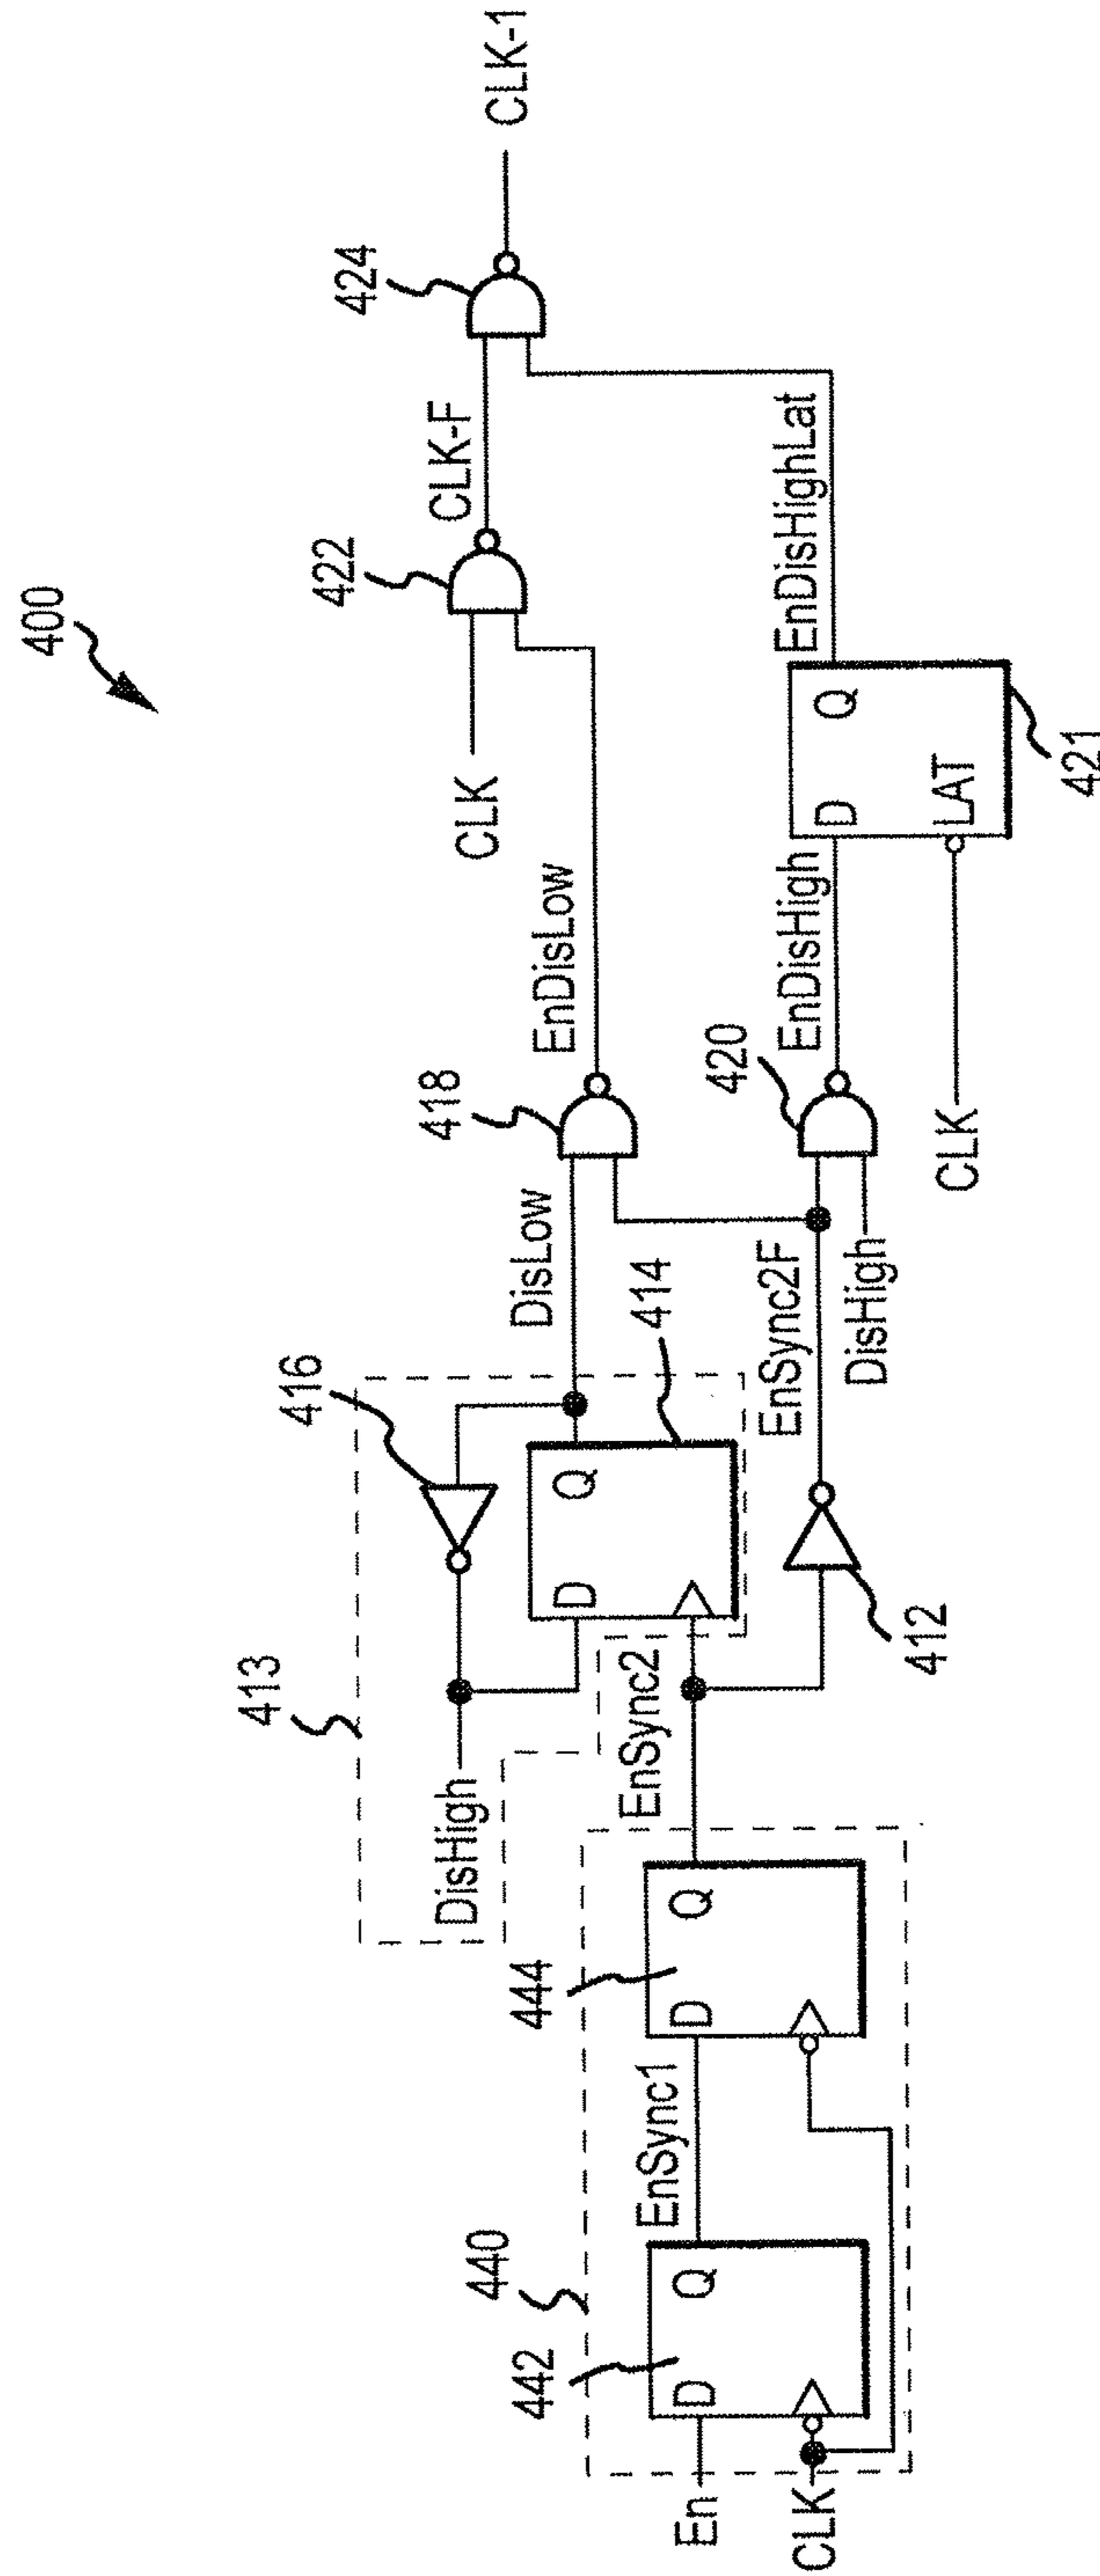 400
En
CLK
440
442
D
Q
EnSync1
444
D
Q
EnSync2
413
DisHigh
416
D
Q
414
412
DisLow
EnSync2F
DisHigh
418
420
EnDisLow
EnDisHigh
CLK
D
Q
LAT
421
CLK
422
CLK-F
EnDisHighLat
424
CLK-1